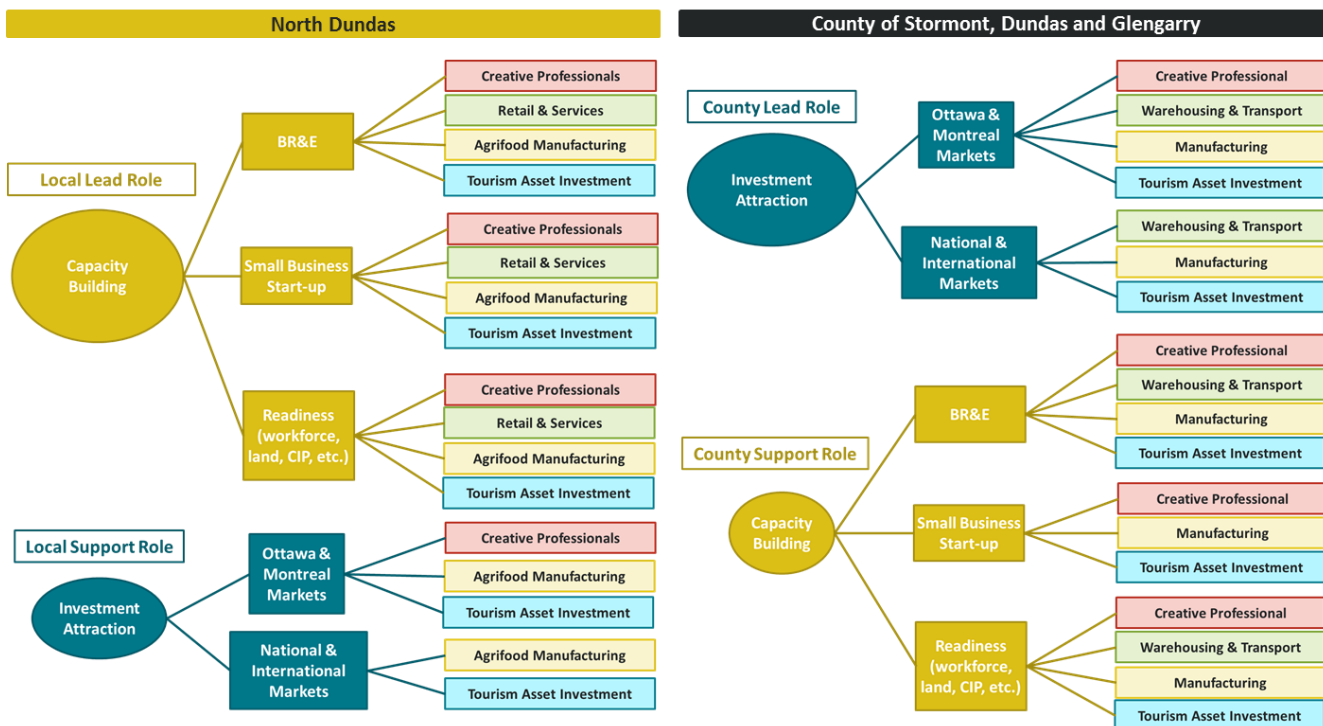 North Dundas
Local Lead Role
Capacity
Building
BR&E
Creative Professionals
Retail & Services
Agrifood Manufacturing
Tourism Asset Investment
Small Business
Start-up
Creative Professionals
Retail & Services
Agrifood Manufacturing
Tourism Asset Investment
Readiness
(workforce,
land, CIP, etc.)
Creative Professionals
Retail & Services
Agrifood Manufacturing
Tourism Asset Investment
Local Support Role
Investment
Attraction
Ottawa &
Montreal
Markets
Creative Professionals
Agrifood Manufacturing
Tourism Asset Investment
National &
International
Markets
Agrifood Manufacturing
Tourism Asset Investment
County of Stormont, Dundas and Glengarry
County Lead Role
Investment
Attraction
Ottawa &
Montreal
Markets
Creative Professional
Warehousing & Transport
Manufacturing
Tourism Asset Investment
National &
International
Markets
Warehousing & Transport
Manufacturing
Tourism Asset Investment
County Support Role
Capacity
Building
BR&E
Creative Professional
Warehousing & Transport
Manufacturing
Tourism Asset Investment
Small Business
Start-up
Creative Professional
Manufacturing
Tourism Asset Investment
Readiness
(workforce,
land, CIP, etc.)
Creative Professional
Warehousing & Transport
Manufacturing
Tourism Asset Investment